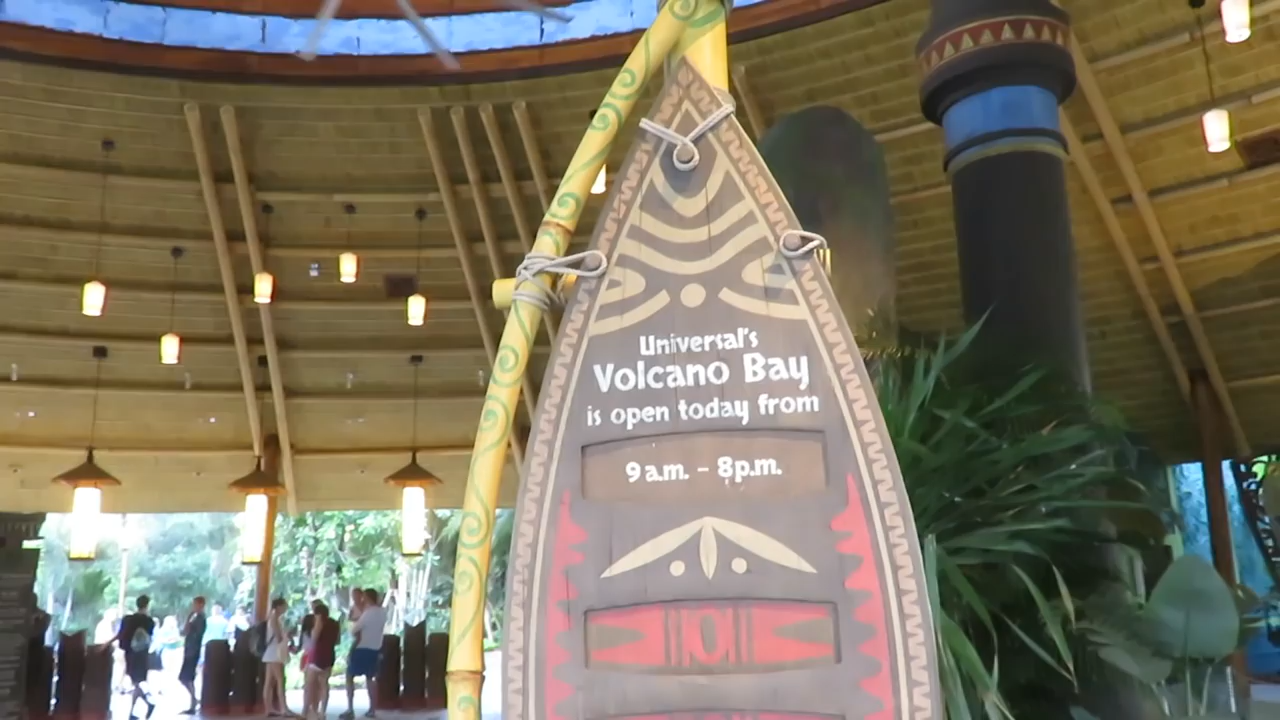 Universal's
Volcano Bay
is open today from
9 a.m. - 8 p.m.